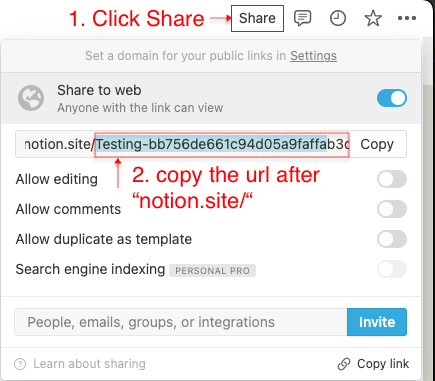 1. Click Share
Share
Set a domain for your public links in Settings
Share to web
Anyone with the link can view
notion.site/Testing-bb756de661c94d05a9faffab3c
Copy
2. copy the url after
“notion.site/“
Allow editing
Allow comments
Allow duplicate as template
Search engine indexing PERSONAL PRO
People, emails, groups, or integrations
Invite
Learn about sharing
Copy link